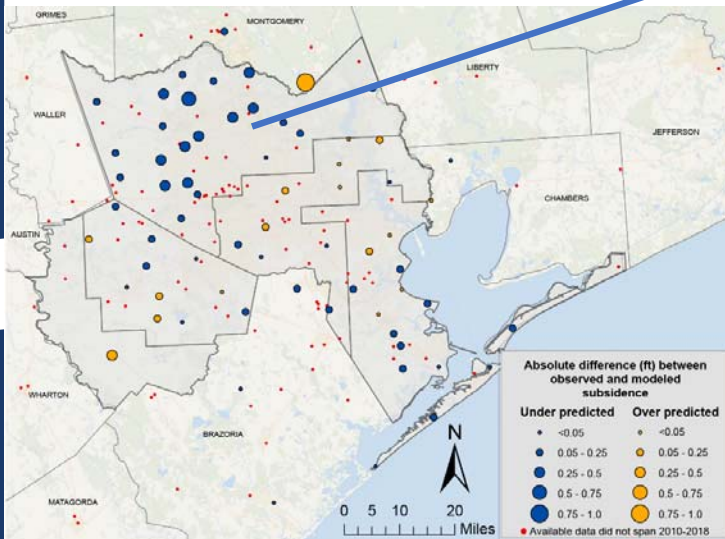 GRIMES
MONTGOMERY
LIBERTY
WALLER
JEFFERSON
CHAMBERS
AUSTIN
WHARTON
BRAZORIA
MATAGORDA
N
0 5 10 20
Miles
Absolute difference (ft) between
observed and modeled
subsidence
Under predicted Over predicted
<0.05 <0.05
0.05 - 0.25 0.05 - 0.25
0.25 - 0.5 0.25 - 0.5
0.5 - 0.75 0.5 - 0.75
0.75 - 1.0 0.75 - 1.0
Available data did not span 2010-2018